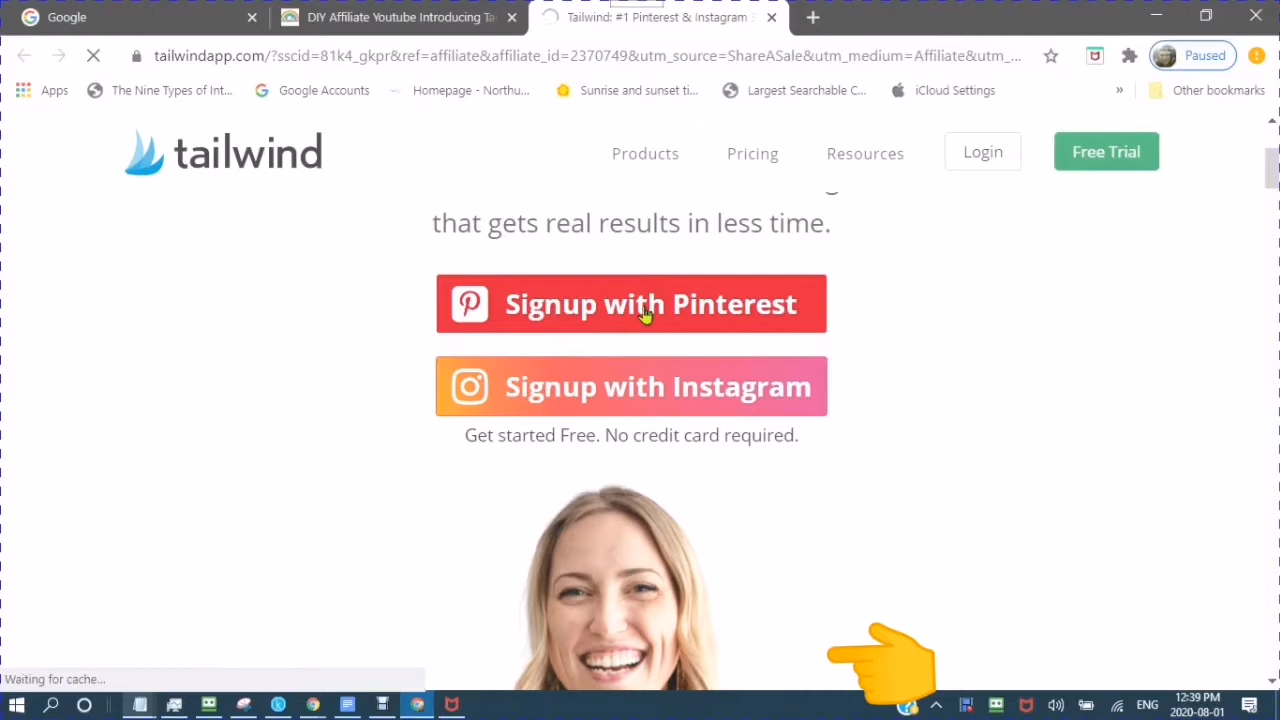 Google
DIY Affiliate Youtube Introducing Ta
Tailwind: #1 Pinterest & Instagram
tailwindapp.com/?sscid=81k4_gkpr&ref=affiliate&affiliate_id=2370749&utm_source=ShareASale&utm_medium=Affiliate&utm_...
Paused
Apps
The Nine Types of Int...
Google Accounts
Homepage - Northu...
Sunrise and sunset ti...
Largest Searchable C...
iCloud Settings
»
Other bookmarks
tailwind
Products
Pricing
Resources
Login
Free Trial
that gets real results in less time.
Signup with Pinterest
Signup with Instagram
Get started Free. No credit card required.
Waiting for cache...
ENG
12:39 PM
2020-08-01